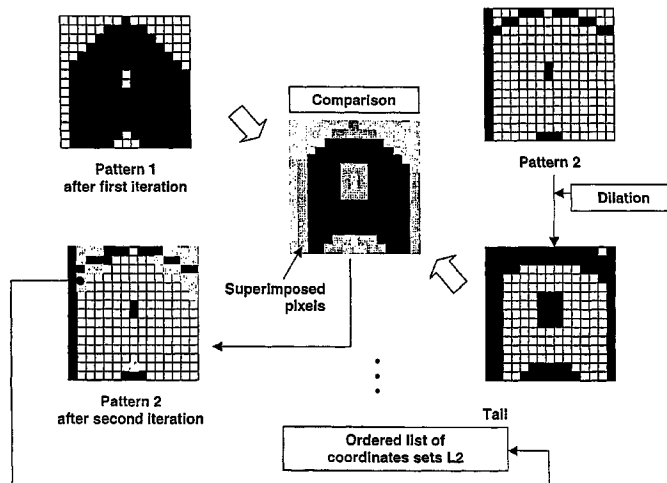 Comparison
Pattern 1
after first iteration
Pattern 2
Dilation
Superimposed
pixels
Pattern 2
after second iteration
Tail
Ordered list of
coordinates sets L2